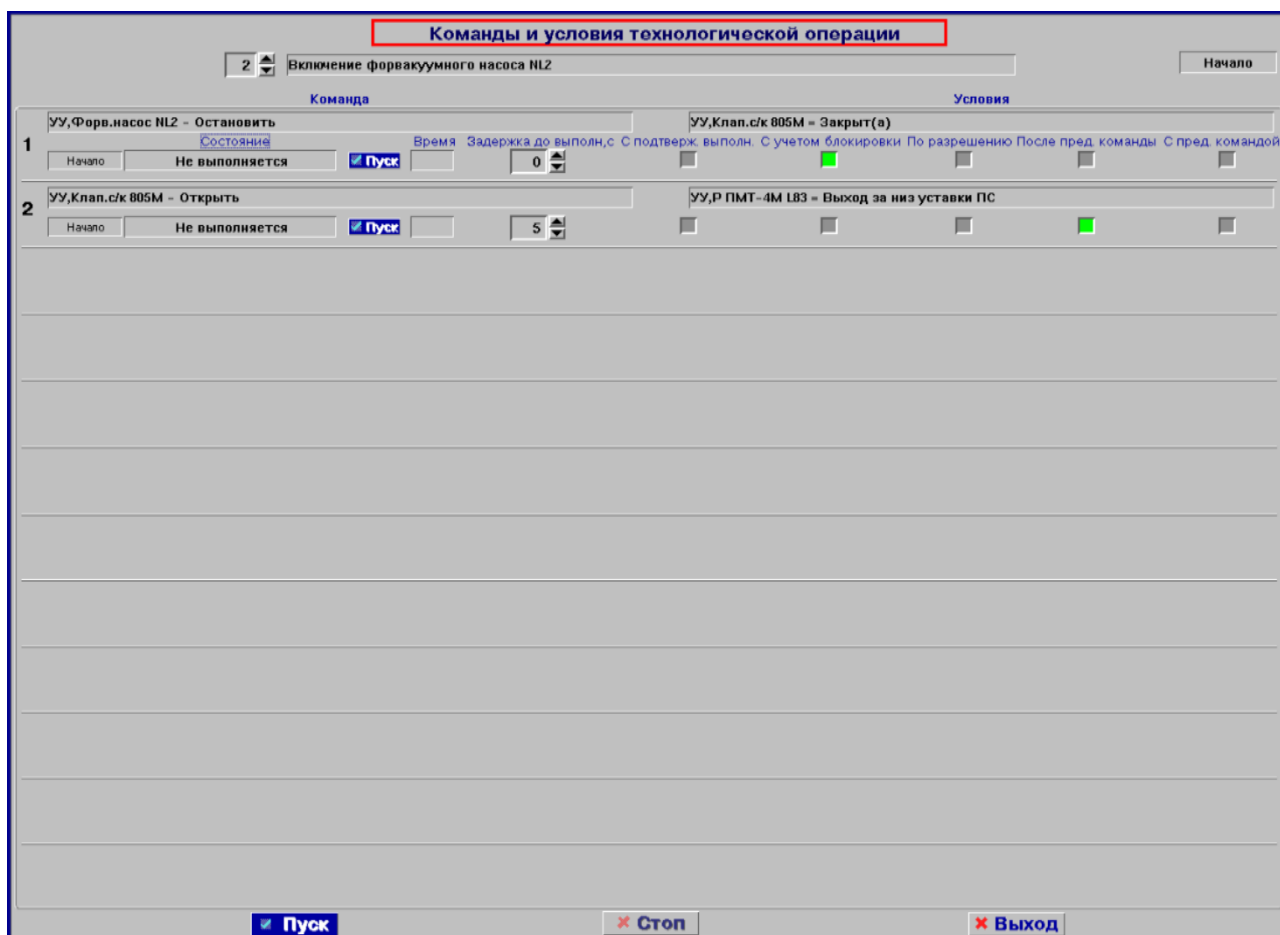 Команды и условия технологической операции
2 Включение форвакуумного насоса NL2 Начало
Команда Условия
УУ,Форв.насос NL2 - Остановить УУ,Клап.с/к 805М = Закрыт(а)
1 Состояние Время Задержка до выполн,с С подтверж. выполн. С учетом блокировки По разрешению После пред. команды С пред. командой
Начало Не выполняется Пуск 0
УУ,Клап.с/к 805М - Открыть УУ,Р ПМТ-4М L83 = Выход за низ уставки ПС
2
Начало Не выполняется Пуск 5
Пуск Стоп Выход